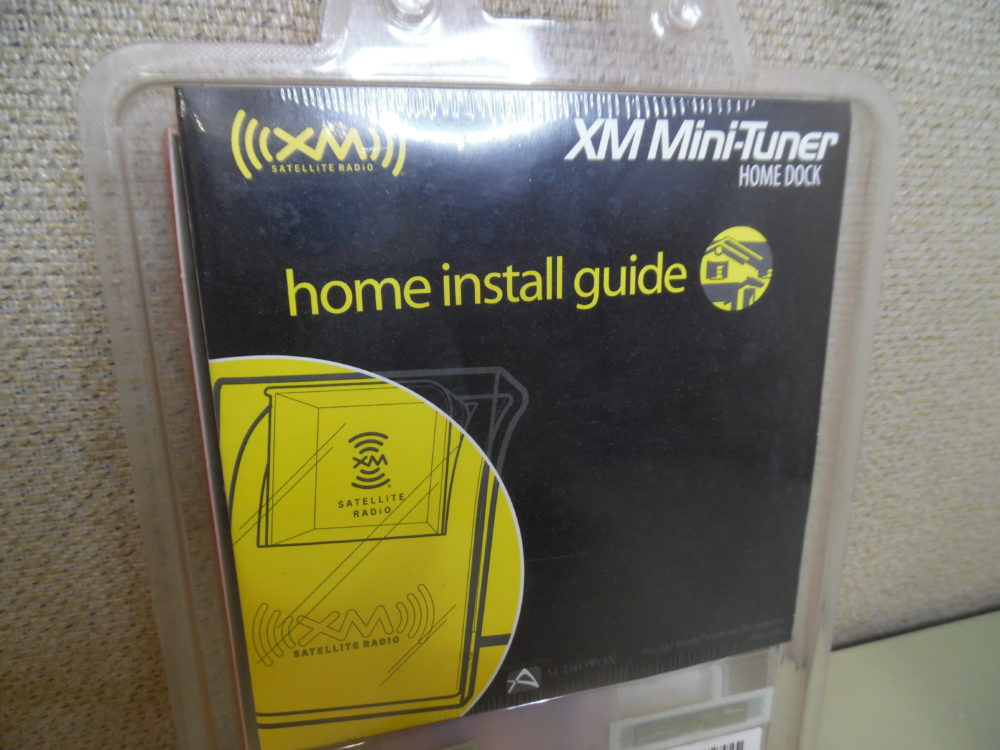 XM
SATELLITE RADIO
XM Mini-Tuner
HOME DOCK
home install guide
XM
SATELLITE
RADIO
XM
SATELLITE RADIO
AUDIOVOX